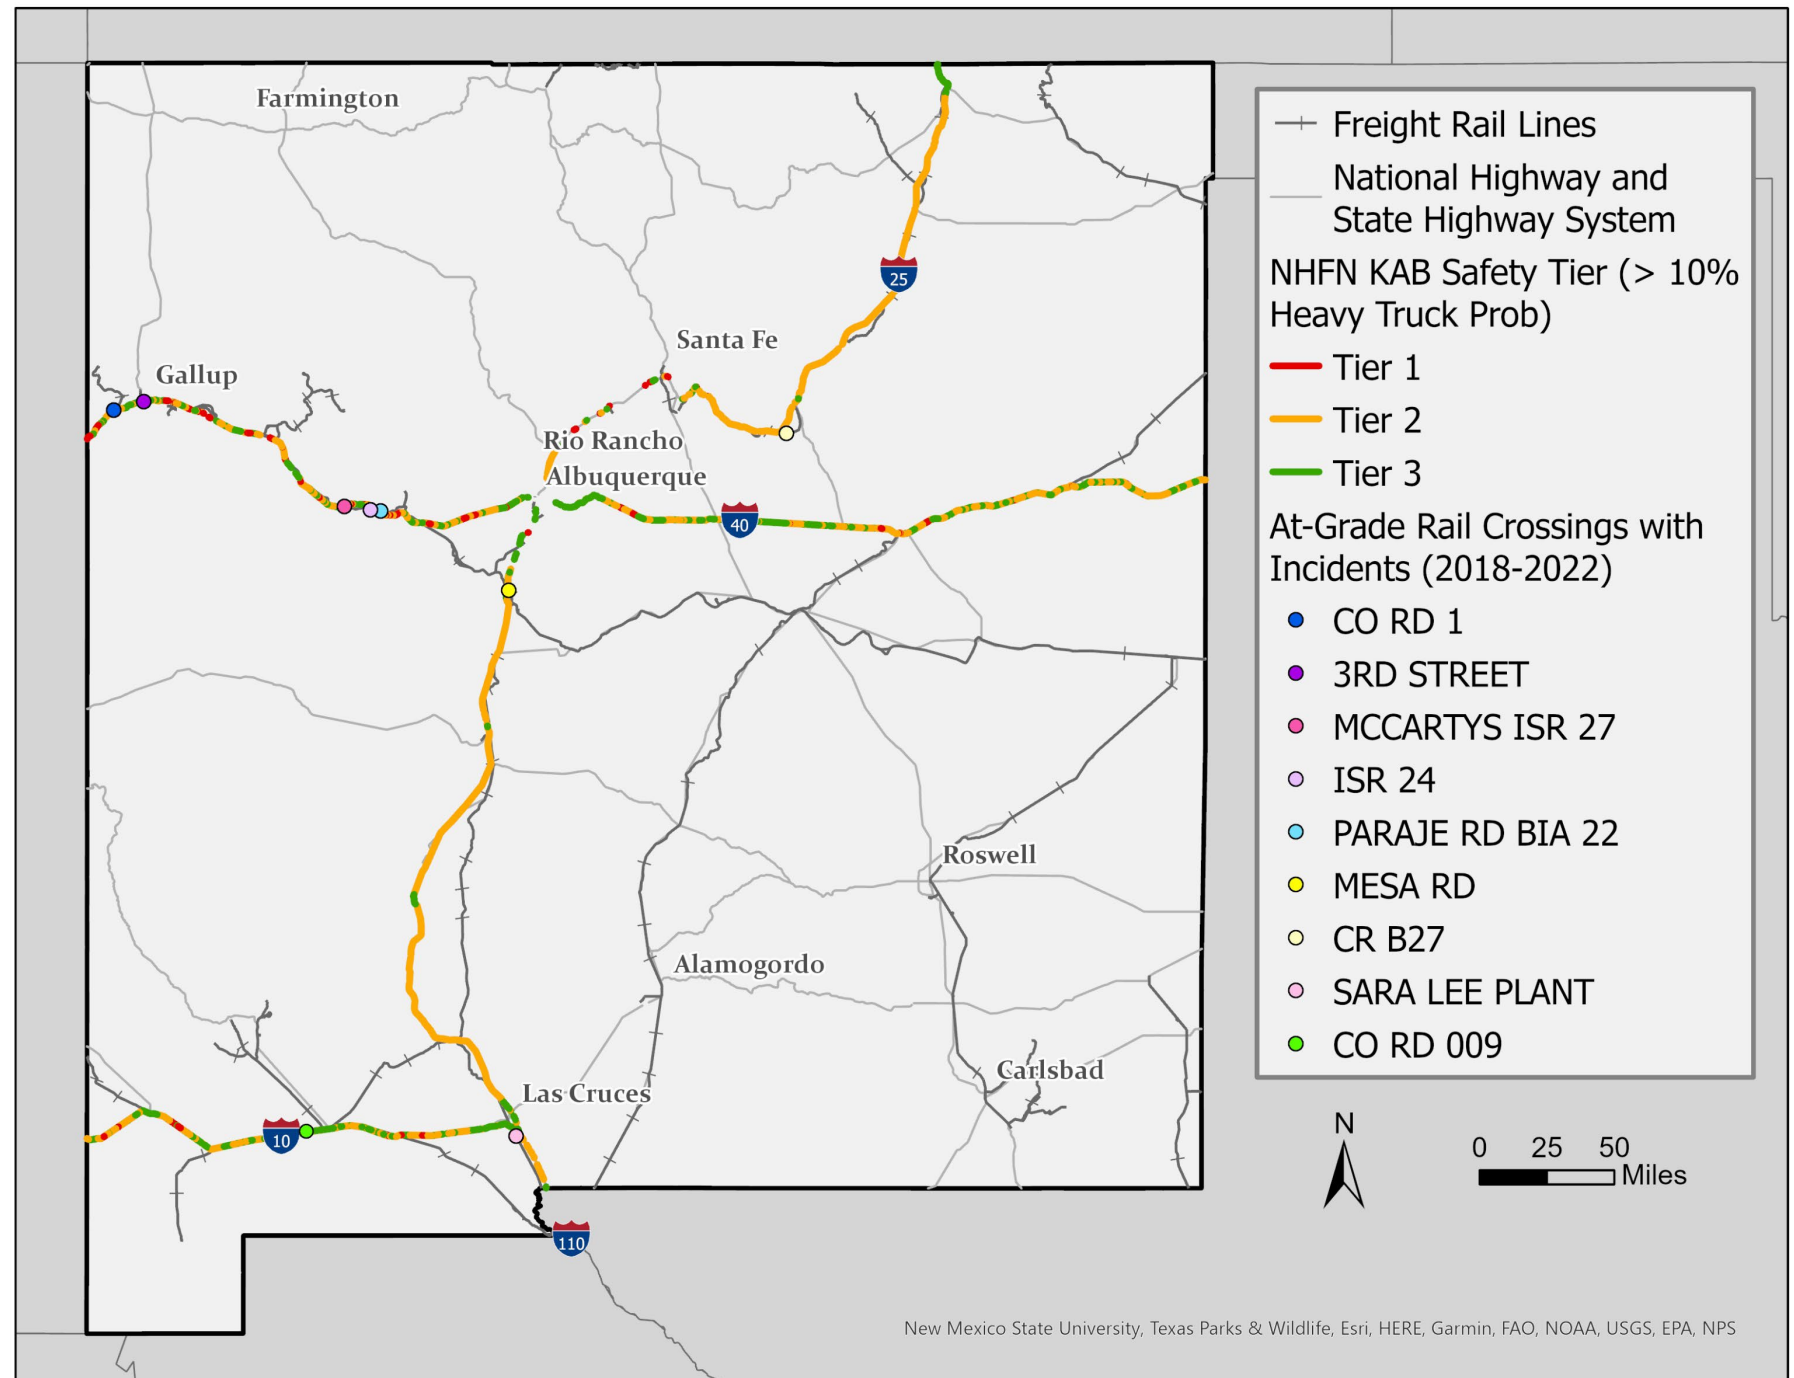 Farmington
25
Santa Fe
Gallup
Rio Rancho
Albuquerque
40
Roswell
Alamogordo
Carlsbad
Las Cruces
10
110
Freight Rail Lines
National Highway and
State Highway System
NHFN KAB Safety Tier (> 10%
Heavy Truck Prob)
Tier 1
Tier 2
Tier 3
At-Grade Rail Crossings with
Incidents (2018-2022)
CO RD 1
3RD STREET
MCCARTYS ISR 27
ISR 24
PARAJE RD BIA 22
MESA RD
CR B27
SARA LEE PLANT
CO RD 009
N
0 25 50
Miles
New Mexico State University, Texas Parks & Wildlife, Esri, HERE, Garmin, FAO, NOAA, USGS, EPA, NPS